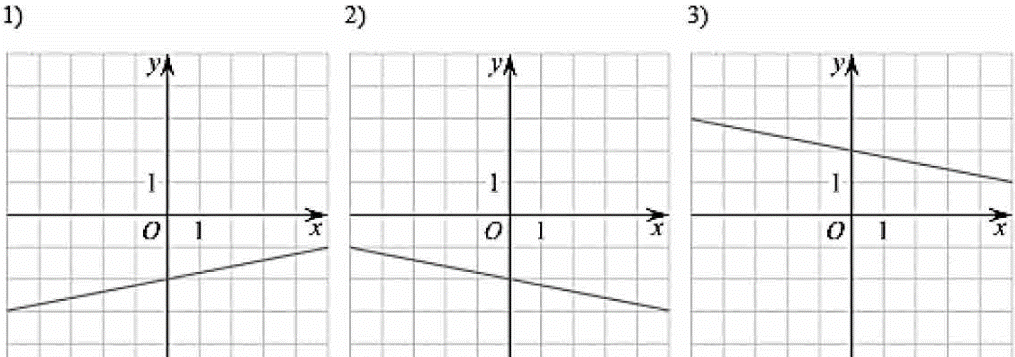 1) 2) 3)
y y y
1 1 1
O 1 x O 1 x O 1 x